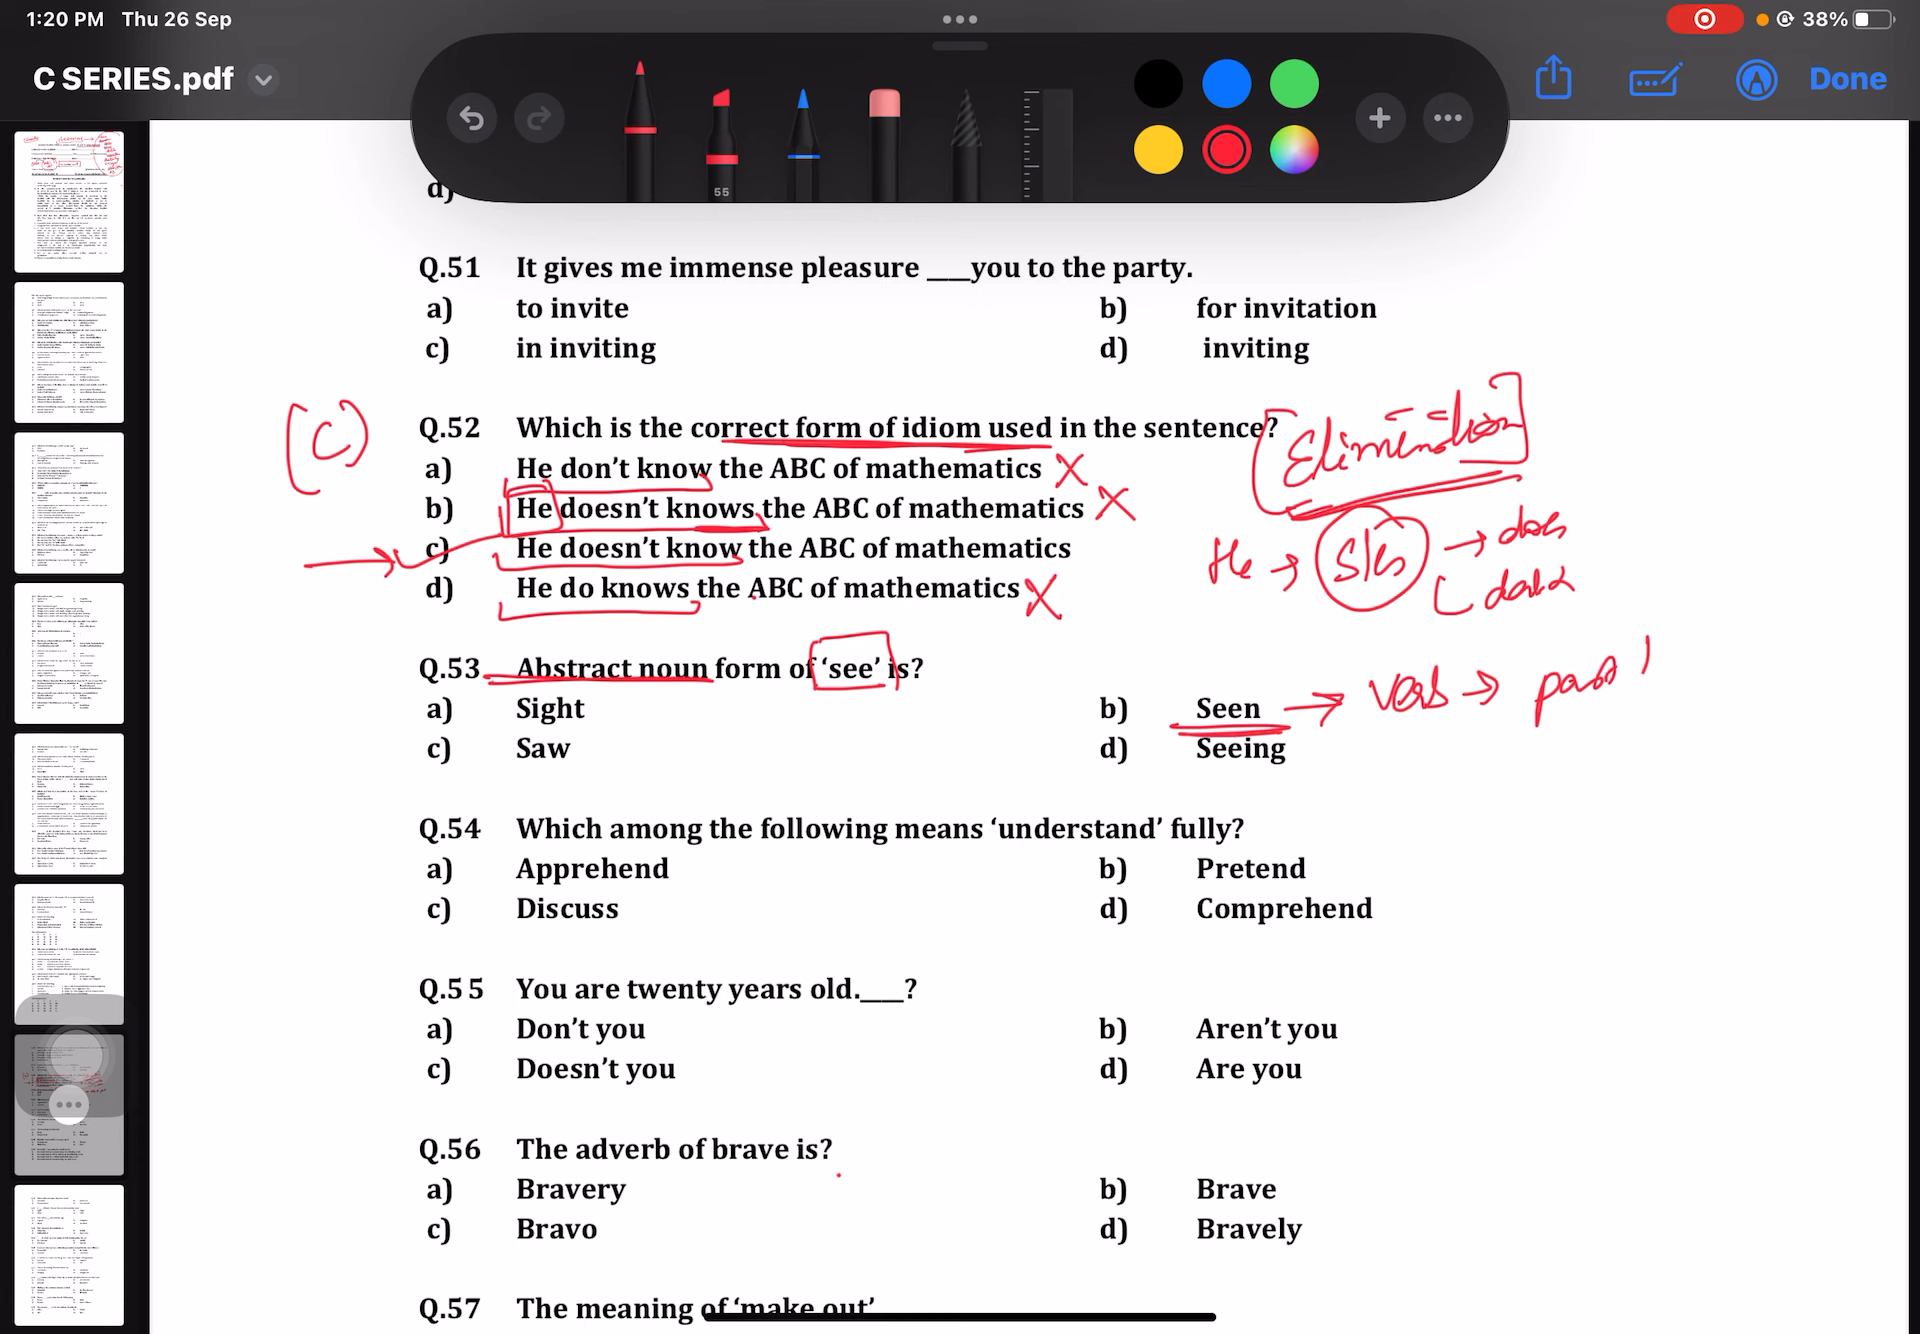 1:20 PM Thu 26 Sep
38%
C SERIES.pdf
Done
55
d)
Q.51 It gives me immense pleasure ___you to the party.
a) to invite b) for invitation
c) in inviting d) inviting
(C)
Q.52 Which is the correct form of idiom used in the sentence?
[Elimination]
a) He don't know the ABC of mathematics X
b) He doesn't knows the ABC of mathematics X
c) He doesn't know the ABC of mathematics
He → S/es → does
d) He do knows the ABC of mathematics X
Q.53 Abstract noun form of 'see' is?
a) Sight b) Seen → verb →
c) Saw d) Seeing
Q.54 Which among the following means 'understand' fully?
a) Apprehend b) Pretend
c) Discuss d) Comprehend
Q.55 You are twenty years old.___?
a) Don't you b) Aren't you
c) Doesn't you d) Are you
Q.56 The adverb of brave is?
a) Bravery b) Brave
c) Bravo d) Bravely
Q.57 The meaning of 'make out'